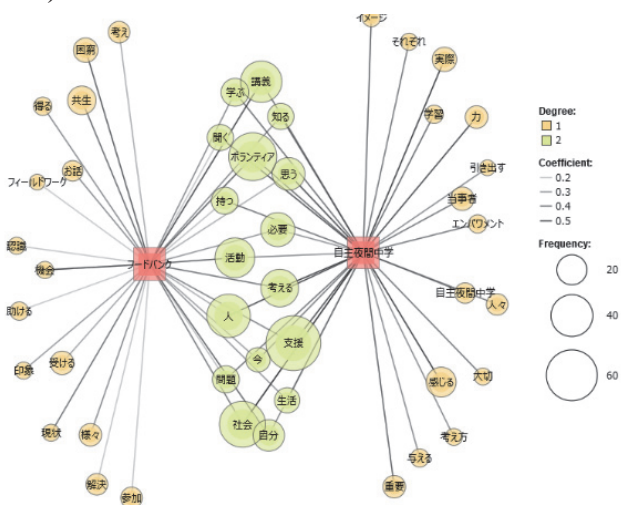 イメージ
考え
それぞれ
困窮
実際
講義
学ぶ
共生
得る
知る
学習
力
聞く
ボランティア
お話
思う
引き出す
フィールドワーク
当事者
持つ
エンパワメント
必要
認識
自主夜間中学
活動
フードバンク
機会
考える
自主夜間中学
人々
助ける
人
支援
今
受ける
印象
問題
感じる
大切
生活
社会
自分
現状
様々
考え方
与える
解決
重要
参加
Degree:
1
2
Coefficient:
0.2
0.3
0.4
0.5
Frequency:
20
40
60